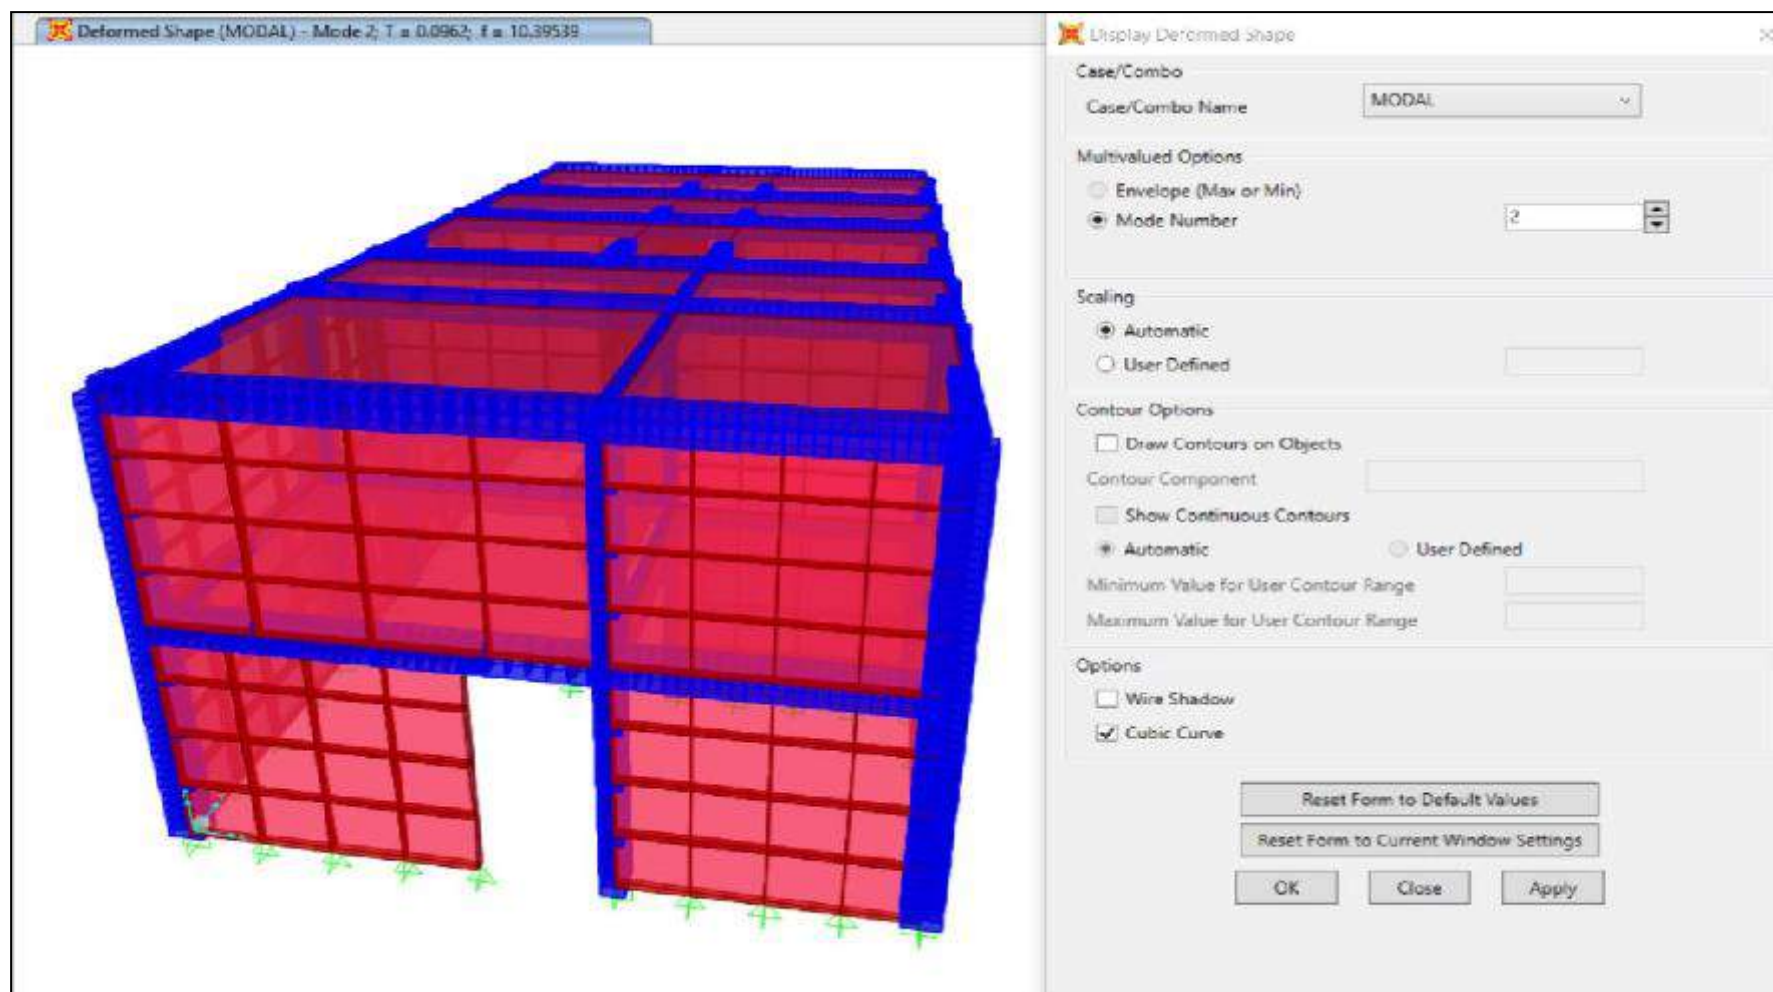 Deformed Shape (MODAL) - Mode 2; T = 0.0962; f = 10.39539
Display Deformed Shape
Case/Combo
Case/Combo Name
MODAL
Multivalued Options
Envelope (Max or Min)
Mode Number
2
Scaling
Automatic
User Defined
Contour Options
Draw Contours on Objects
Contour Component
Show Continuous Contours
Automatic
User Defined
Minimum Value for User Contour Range
Maximum Value for User Contour Range
Options
Wire Shadow
Cubic Curve
Reset Form to Default Values
Reset Form to Current Window Settings
OK
Close
Apply